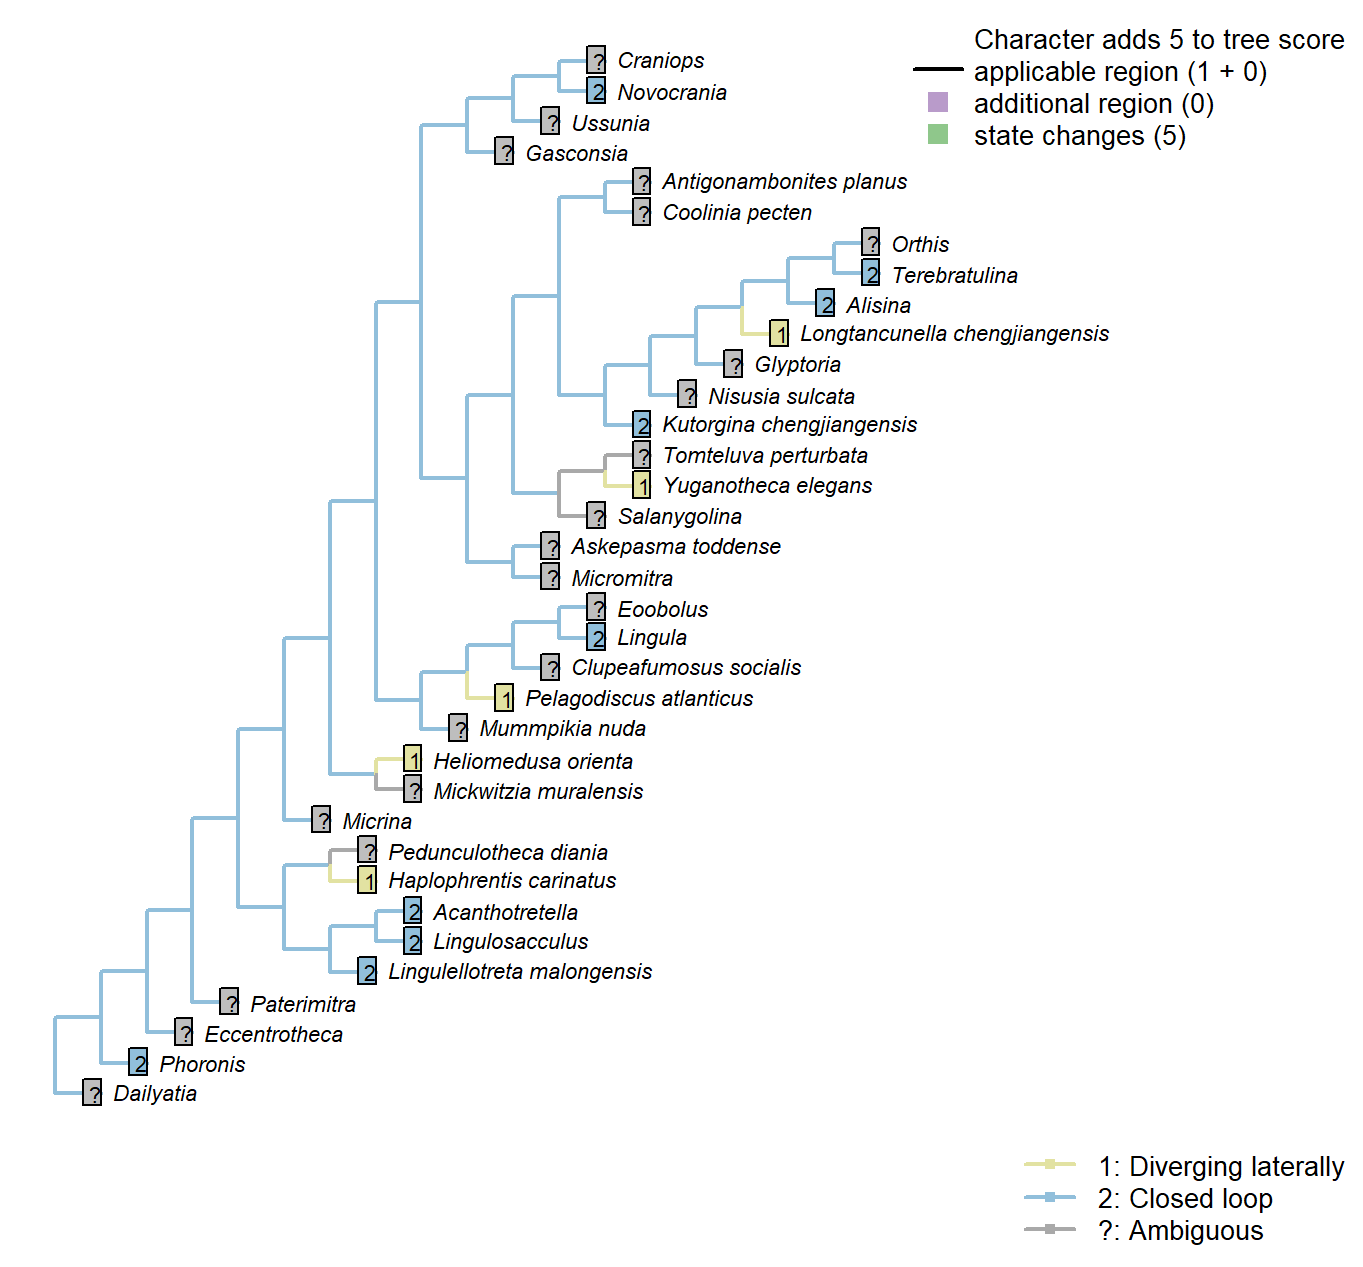 Character adds 5 to tree score
applicable region (1 + 0)
additional region (0)
state changes (5)
? Craniops
2 Novocrania
? Ussunia
? Gasconsia
? Antigonambonites planus
? Coolinia pecten
? Orthis
2 Terebratulina
2 Alisina
1 Longtancunella chengjiangensis
? Glyptoria
? Nisusia sulcata
2 Kutorgina chengjiangensis
? Tomteluva perturbata
1 Yuganotheca elegans
? Salanygolina
? Askepasma toddense
? Micromitra
? Eoobolus
2 Lingula
? Clupeafumosus socialis
1 Pelagodiscus atlanticus
? Mummpikia nuda
1 Heliomedusa orienta
? Mickwitzia muralensis
? Micrina
? Pedunculotheca diania
1 Haplophrentis carinatus
2 Acanthotretella
2 Lingulosacculus
2 Lingulellotreta malongensis
? Paterimitra
? Eccentrotheca
2 Phoronis
? Dailyatia
1: Diverging laterally
2: Closed loop
?: Ambiguous